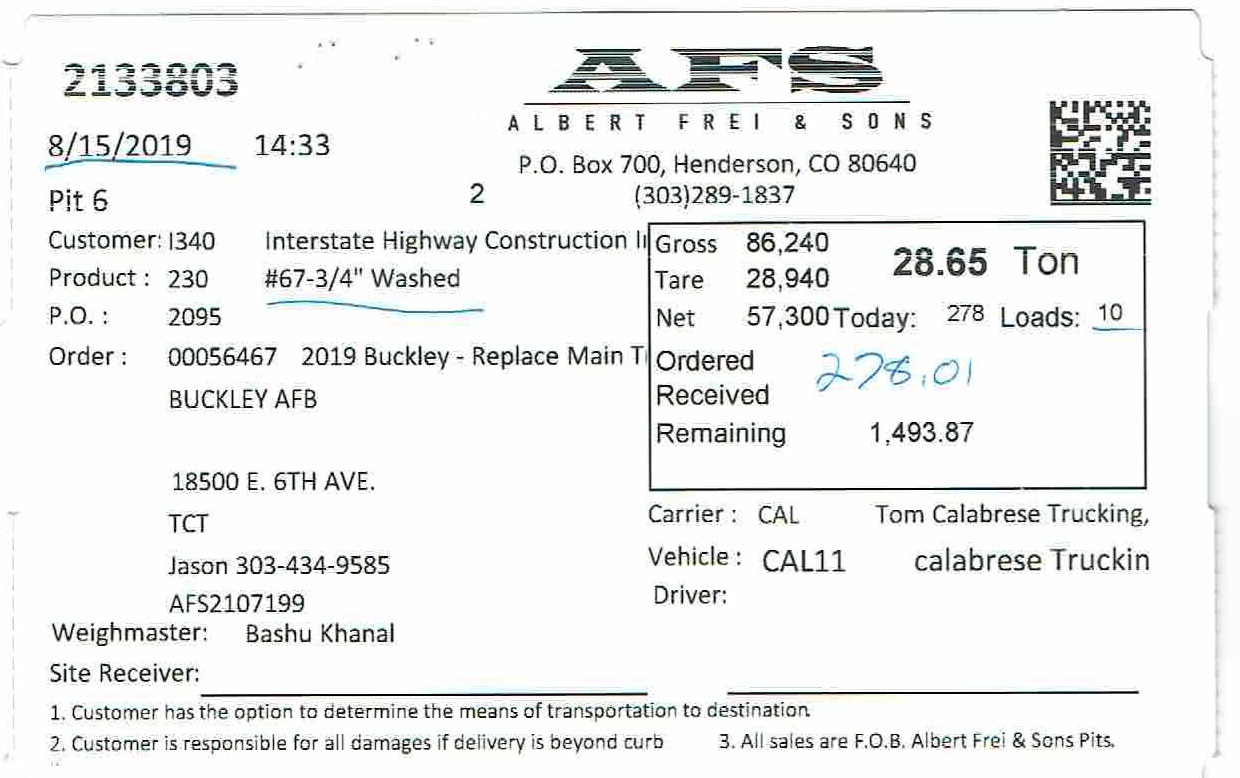 2133803
AFS
ALBERT FREI & SONS
8/15/2019 14:33
P.O. Box 700, Henderson, CO 80640
Pit 6 2 (303)289-1837
Customer: I340 Interstate Highway Construction I
Product : 230 #67-3/4" Washed
P.O. : 2095
Order : 00056467 2019 Buckley - Replace Main T
BUCKLEY AFB
18500 E. 6TH AVE.
TCT
Jason 303-434-9585
AFS2107199
Gross 86,240 28.65 Ton
Tare 28,940
Net 57,300 Today: 278 Loads: 10
Ordered 278.01
Received
Remaining 1,493.87
Carrier : CAL Tom Calabrese Trucking,
Vehicle : CAL11 calabrese Truckin
Driver:
Weighmaster: Bashu Khanal
Site Receiver:
1. Customer has the option to determine the means of transportation to destination
2. Customer is responsible for all damages if delivery is beyond curb 3. All sales are F.O.B. Albert Frei & Sons Pits.